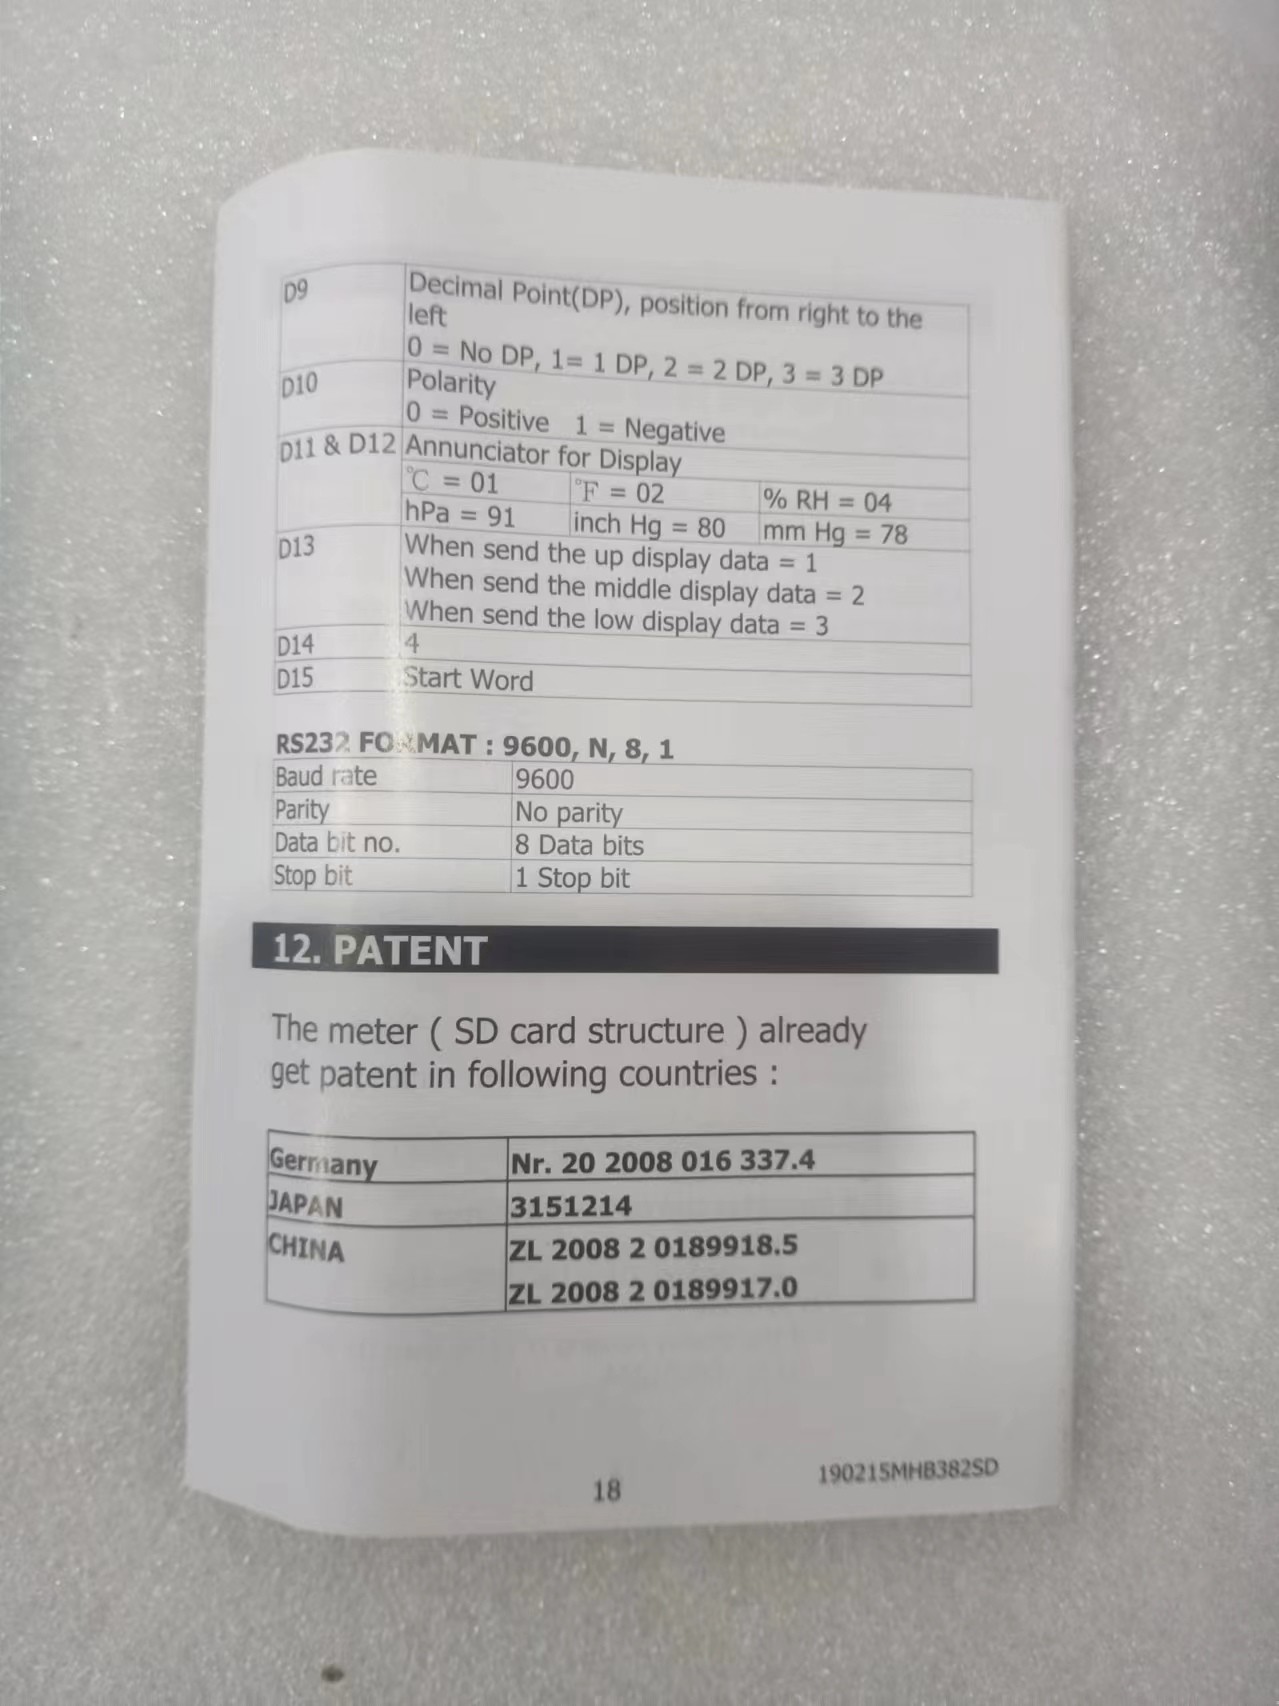 D9 Decimal Point(DP), position from right to the
left
0 = No DP, 1= 1 DP, 2 = 2 DP, 3 = 3 DP
D10 Polarity
0 = Positive 1 = Negative
D11 & D12 Annunciator for Display
℃ = 01 ℉ = 02 % RH = 04
hPa = 91 inch Hg = 80 mm Hg = 78
D13 When send the up display data = 1
When send the middle display data = 2
When send the low display data = 3
D14 4
D15 Start Word
RS232 FORMAT : 9600, N, 8, 1
Baud rate 9600
Parity No parity
Data bit no. 8 Data bits
Stop bit 1 Stop bit
12. PATENT
The meter ( SD card structure ) already
get patent in following countries :
Germany Nr. 20 2008 016 337.4
JAPAN 3151214
CHINA ZL 2008 2 0189918.5
ZL 2008 2 0189917.0
18
190215MHB382SD